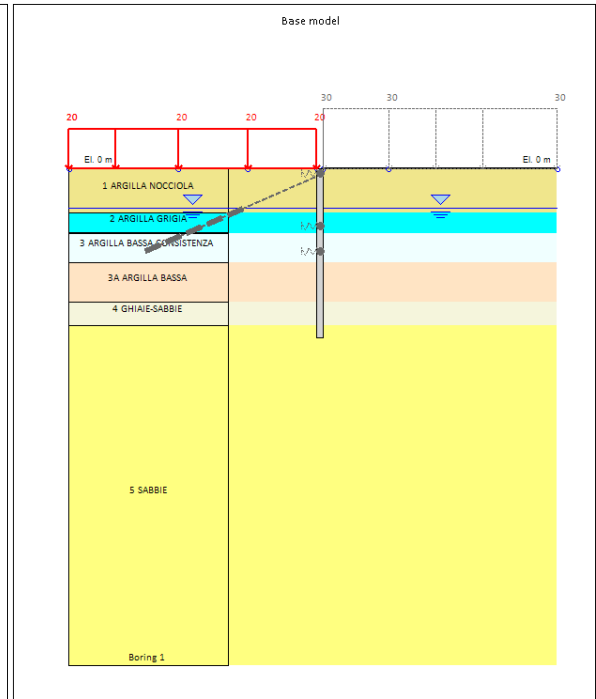 Base model
30 30 30
20 20 20 20
El. 0 m El. 0 m
1 ARGILLA NOCCIOLA
2 ARGILLA GRIGIA
3 ARGILLA BASSA CONSISTENZA
3A ARGILLA BASSA
4 GHIAIE-SABBIE
5 SABBIE
Boring 1